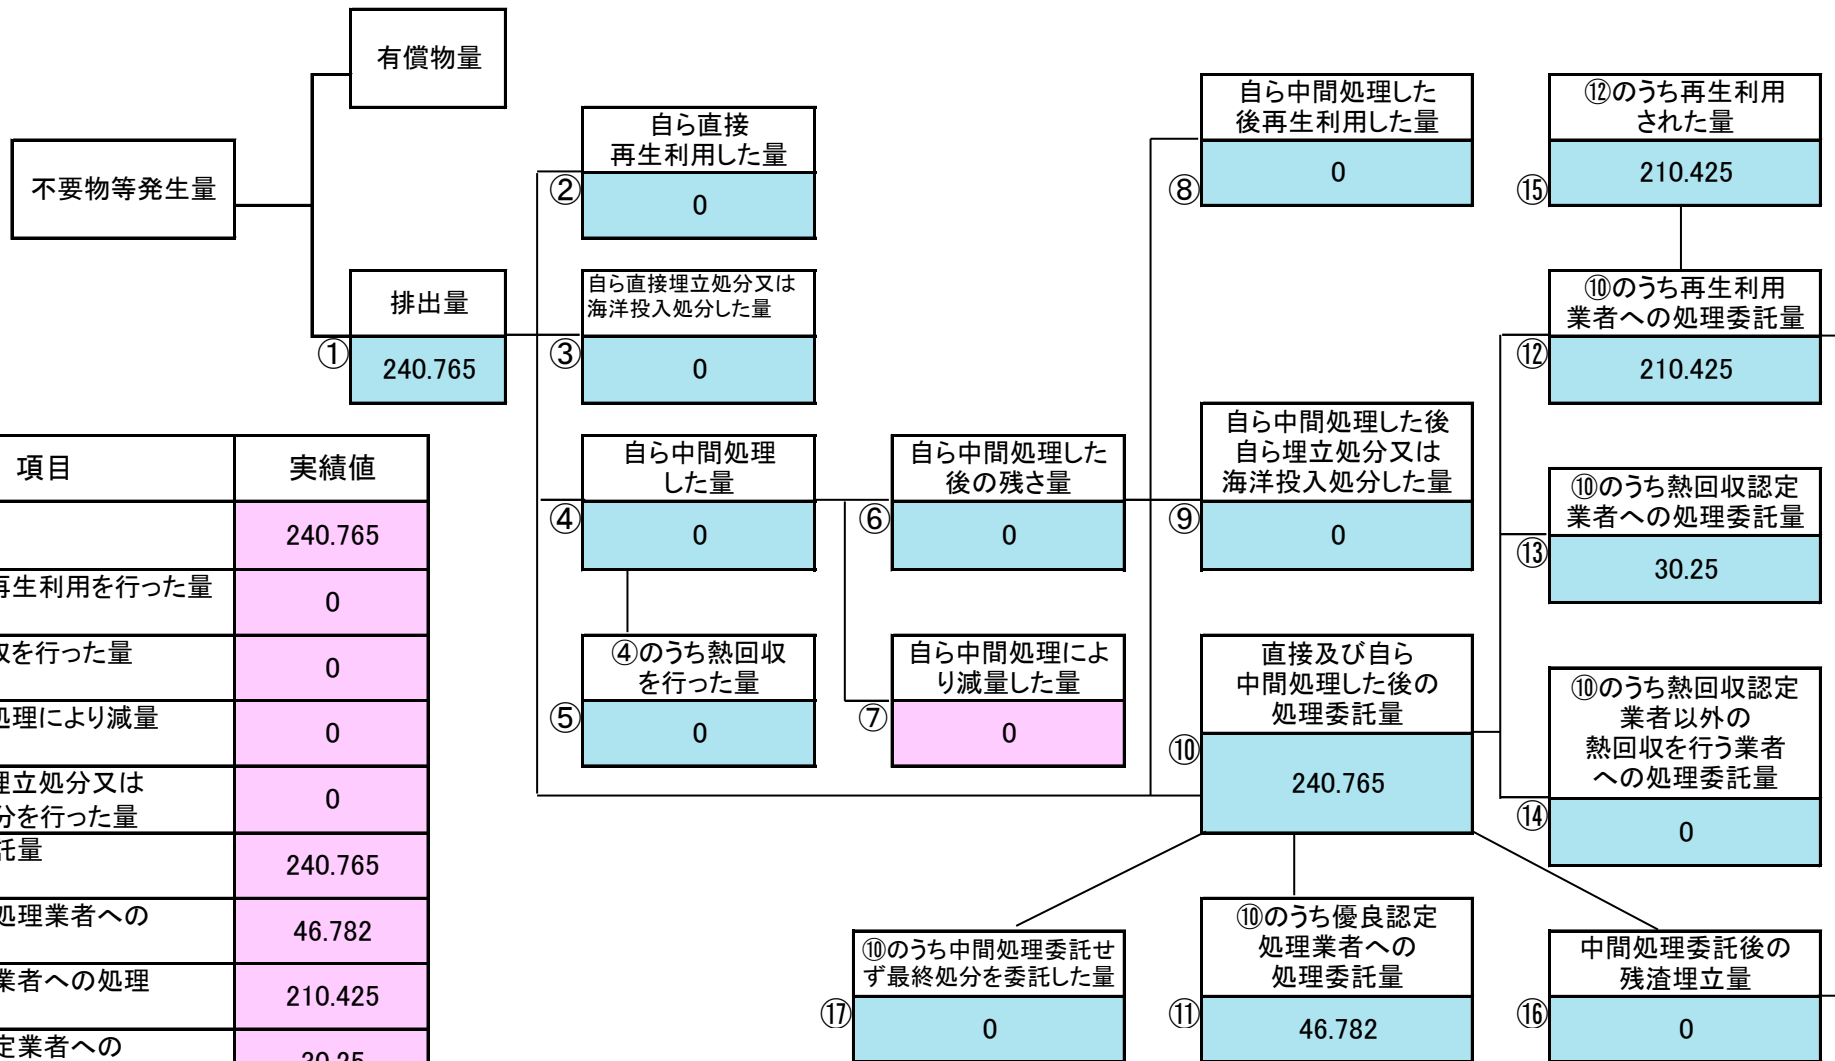 有償物量
不要物等発生量
排出量
①
240.765
自ら直接
再生利用した量
②
0
自ら直接埋立処分又は
海洋投入処分した量
③
0
自ら中間処理
した量
④
0
④のうち熱回収
を行った量
⑤
0
自ら中間処理した
後の残さ量
⑥
0
自ら中間処理によ
り減量した量
⑦
0
自ら中間処理した
後再生利用した量
⑧
0
自ら中間処理した後
自ら埋立処分又は
海洋投入処分した量
⑨
0
直接及び自ら
中間処理した後の
処理委託量
⑩
240.765
⑫のうち再生利用
された量
⑮
210.425
⑩のうち再生利用
業者への処理委託量
⑫
210.425
⑩のうち熱回収認定
業者への処理委託量
⑬
30.25
⑩のうち熱回収認定
業者以外の
熱回収を行う業者
への処理委託量
⑭
0
⑩のうち中間処理委託せ
ず最終処分を委託した量
⑰
0
⑩のうち優良認定
処理業者への
処理委託量
⑪
46.782
中間処理委託後の
残渣埋立量
⑯
0
項目
実績値
240.765
再生利用を行った量
0
を行った量
0
処理により減量
0
埋立処分又は
を行った量
0
託量
240.765
処理業者への
46.782
業者への処理
210.425
定業者への
30.25